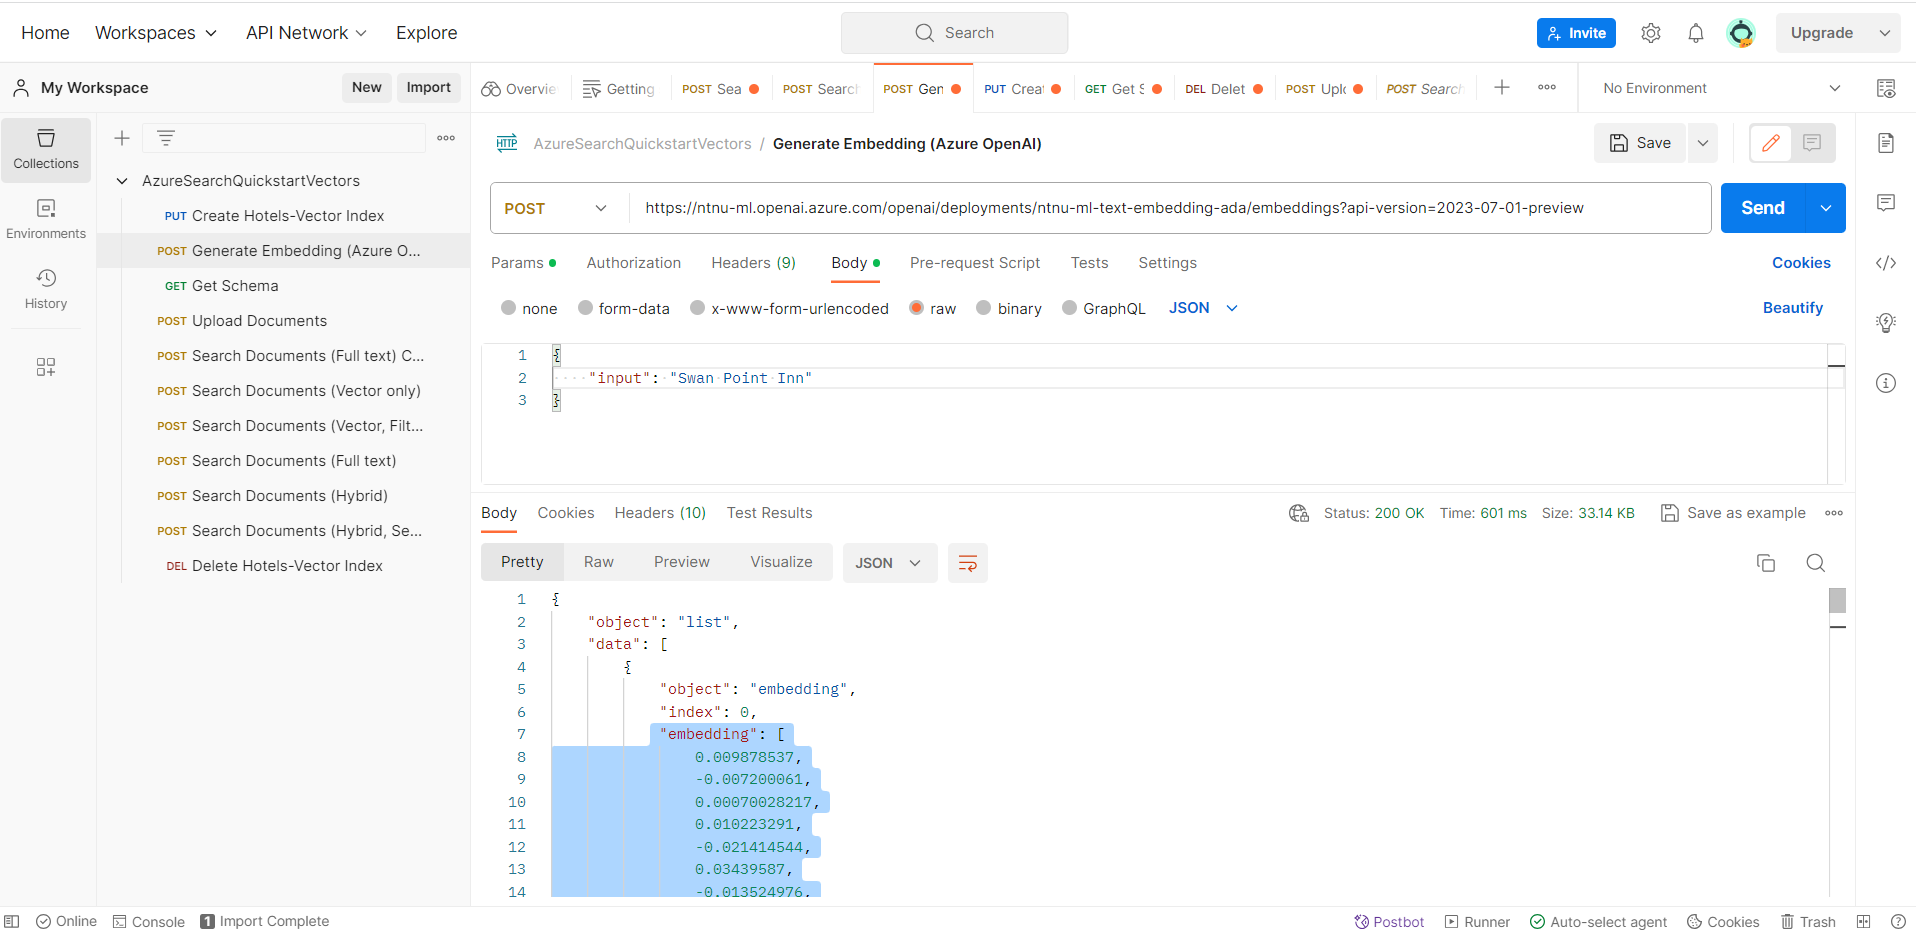 Home Workspaces API Network Explore Search Invite Upgrade
My Workspace New Import Overvie Getting POST Sea POST Search POST Gen PUT Crea GET Get S DEL Delet POST Uplo POST Search No Environment
Collections
Environments
History
AzureSearchQuickstartVectors
PUT Create Hotels-Vector Index
POST Generate Embedding (Azure O...
GET Get Schema
POST Upload Documents
POST Search Documents (Full text) C...
POST Search Documents (Vector only)
POST Search Documents (Vector, Filt...
POST Search Documents (Full text)
POST Search Documents (Hybrid)
POST Search Documents (Hybrid, Se...
DEL Delete Hotels-Vector Index
HTTP AzureSearchQuickstartVectors / Generate Embedding (Azure OpenAI) Save
POST https://ntnu-ml.openai.azure.com/openai/deployments/ntnu-ml-text-embedding-ada/embeddings?api-version=2023-07-01-preview Send
Params Authorization Headers (9) Body Pre-request Script Tests Settings Cookies
none form-data x-www-form-urlencoded raw binary GraphQL JSON Beautify
1 {
2 "input": "Swan Point Inn"
3 }
Body Cookies Headers (10) Test Results Status: 200 OK Time: 601 ms Size: 33.14 KB Save as example
Pretty Raw Preview Visualize JSON
1 {
2 "object": "list",
3 "data": [
4 {
5 "object": "embedding",
6 "index": 0,
7 "embedding": [
8 0.009878537,
9 -0.007200061,
10 0.00070028217,
11 0.010223291,
12 -0.021414544,
13 0.03439587,
14 -0.013524976,
Online Console 1 Import Complete Postbot Runner Auto-select agent Cookies Trash